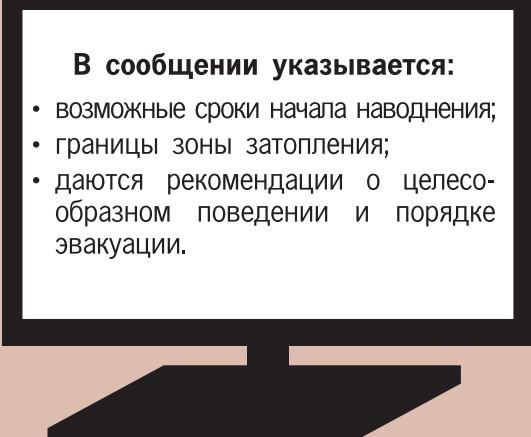 В сообщении указывается:
• возможные сроки начала наводнения;
• границы зоны затопления;
• даются рекомендации о целесо-
образном поведении и порядке
эвакуации.